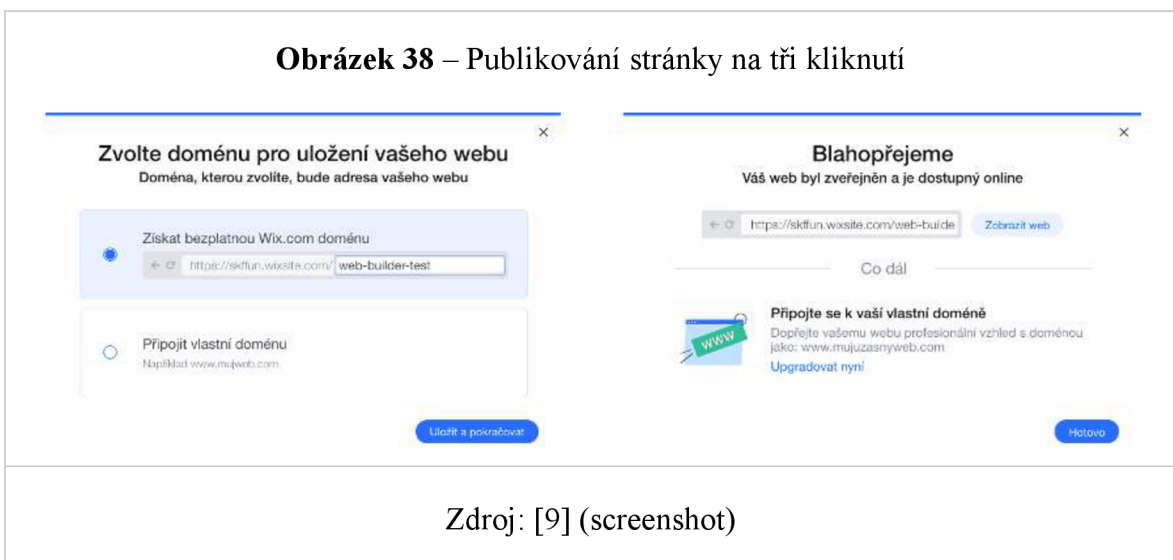 Obrázek 38 – Publikování stránky na tři kliknutí
Zvolte doménu pro uložení vašeho webu
Doména, kterou zvolíte, bude adresa vašeho webu
Získat bezplatnou Wix.com doménu
https://skffun.wixsite.com/ web-builder-test
Připojit vlastní doménu
Například www.mujweb.com
Uložit a pokračovat
Blahopřejeme
Váš web byl zveřejněn a je dostupný online
https://skffun.wixsite.com/web-builde Zobrazit web
Co dál
Připojte se k vaší vlastní doméně
Dopřejte vašemu webu profesionální vzhled s doménou
jako: www.mujuzasnyweb.com
Upgradovat nyní
WWW
Hotovo
Zdroj: [9] (screenshot)